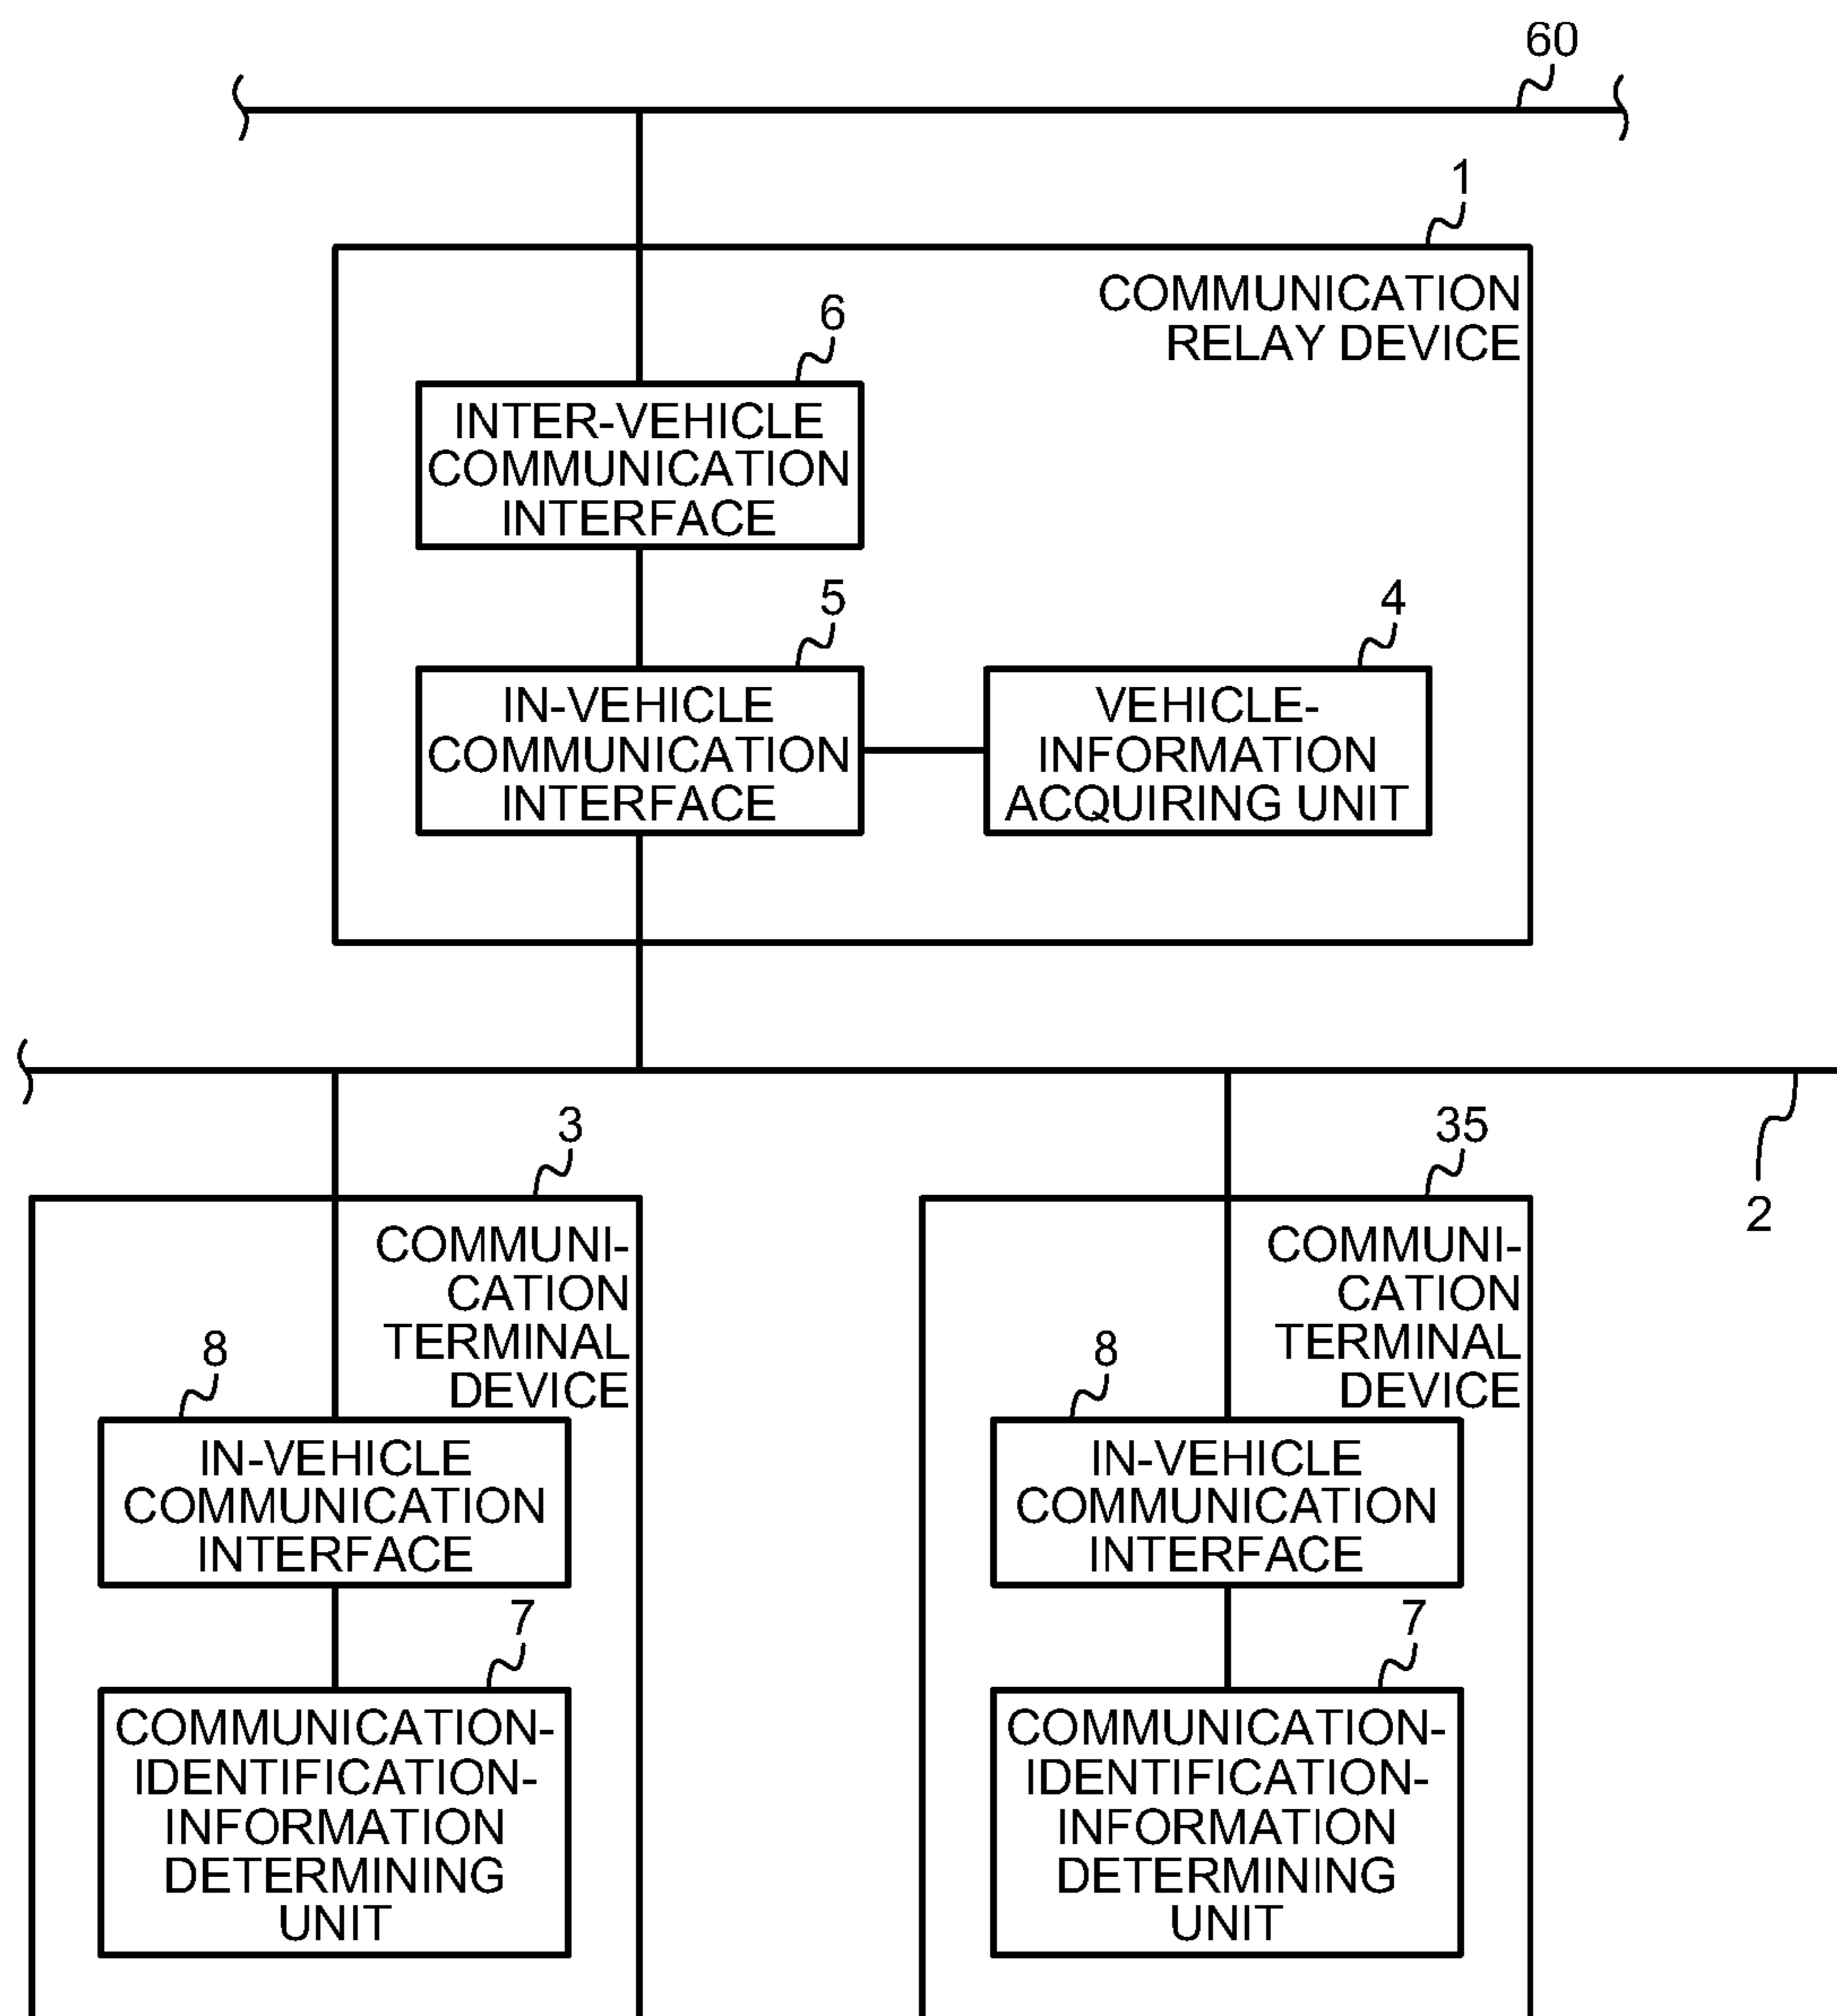 60
1
COMMUNICATION
RELAY DEVICE
6
INTER-VEHICLE
COMMUNICATION
INTERFACE
5
IN-VEHICLE
COMMUNICATION
INTERFACE
4
VEHICLE-
INFORMATION
ACQUIRING UNIT
2
3
COMMUNI-
CATION
TERMINAL
DEVICE
8
IN-VEHICLE
COMMUNICATION
INTERFACE
7
COMMUNICATION-
IDENTIFICATION-
INFORMATION
DETERMINING
UNIT
35
COMMUNI-
CATION
TERMINAL
DEVICE
8
IN-VEHICLE
COMMUNICATION
INTERFACE
7
COMMUNICATION-
IDENTIFICATION-
INFORMATION
DETERMINING
UNIT